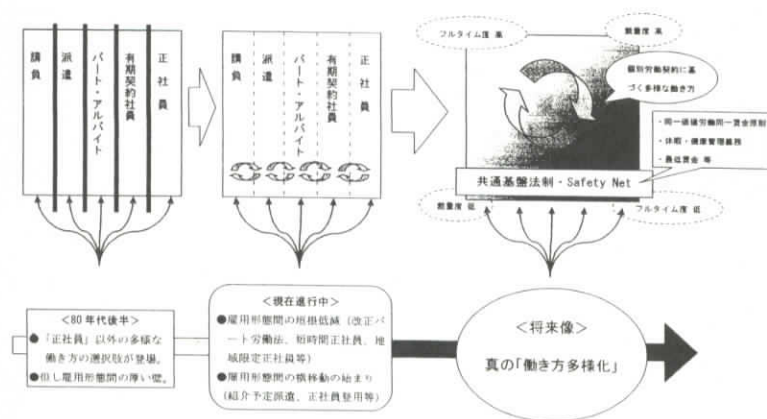 請負
派遣
パート・アルバイト
有期契約社員
正社員
請負
派遣
パート・アルバイト
有期契約社員
正社員
フルタイム度 高
裁量度 高
個別労働契約に基
づく多様な働き方
・同一価値労働同一賃金原則
・休暇・健康管理義務
・最低賃金 等
共通基盤法制・Safety Net
裁量度 低
フルタイム度 低
<80年代後半>
●「正社員」以外の多様な
働き方の選択肢が登場。
●但し雇用形態間の厚い壁。
<現在進行中>
●雇用形態間の垣根低減(改正パ
ート労働法、短時間正社員、地
域限定正社員等)
●雇用形態間の横移動の始まり
(紹介予定派遣、正社員登用等)
<将来像>
真の「働き方多様化」